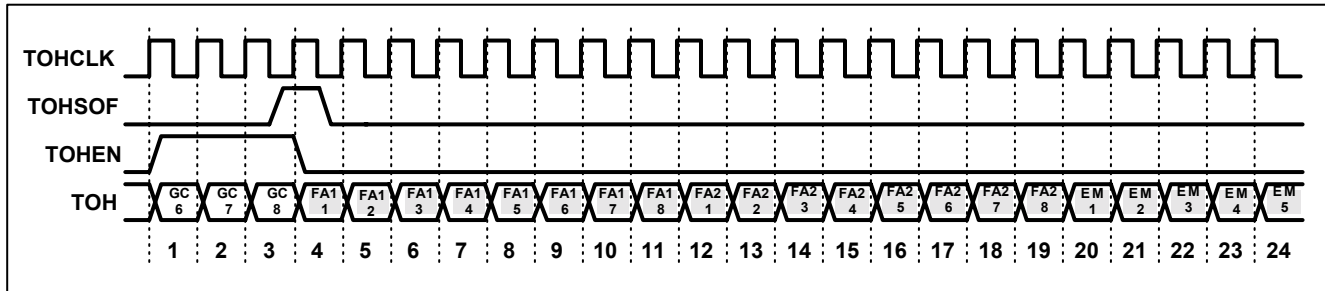 TOHCLK
TOHSOF
TOHEN
TOH
GC GC GC FA1 FA1 FA1 FA1 FA1 FA1 FA1 FA1 FA2 FA2 FA2 FA2 FA2 FA2 FA2 FA2 EM EM EM EM EM
6 7 8 1 2 3 4 5 6 7 8 1 2 3 4 5 6 7 8 1 2 3 4 5
1 2 3 4 5 6 7 8 9 10 11 12 13 14 15 16 17 18 19 20 21 22 23 24